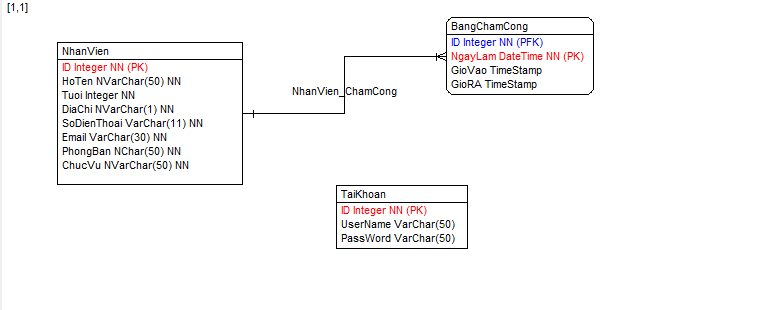 [1,1]
NhanVien
ID Integer NN (PK)
HoTen NVarChar(50) NN
Tuoi Integer NN
DiaChi NVarChar(1) NN
SoDienThoai VarChar(11) NN
Email VarChar(30) NN
PhongBan NChar(50) NN
ChucVu NVarChar(50) NN
NhanVien_ChamCong
BangChamCong
ID Integer NN (PFK)
NgayLam DateTime NN (PK)
GioVao TimeStamp
GioRA TimeStamp
TaiKhoan
ID Integer NN (PK)
UserName VarChar(50)
PassWord VarChar(50)